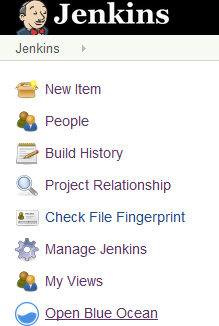 Jenkins
Jenkins
New Item
People
Build History
Project Relationship
Check File Fingerprint
Manage Jenkins
My Views
Open Blue Ocean